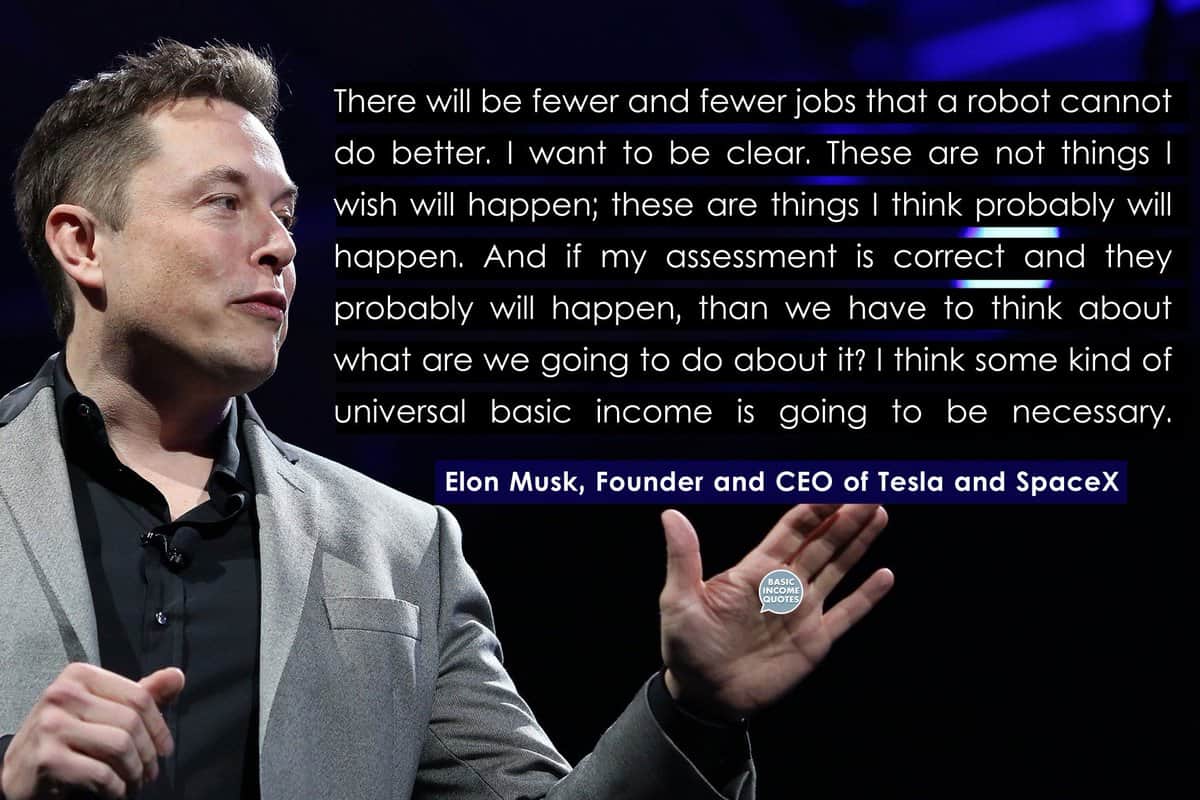 There will be fewer and fewer jobs that a robot cannot
do better. I want to be clear. These are not things I
wish will happen; these are things I think probably will
happen. And if my assessment is correct and they
probably will happen, than we have to think about
what are we going to do about it? I think some kind of
universal basic income is going to be necessary.
Elon Musk, Founder and CEO of Tesla and SpaceX
BASIC
INCOME
QUOTES